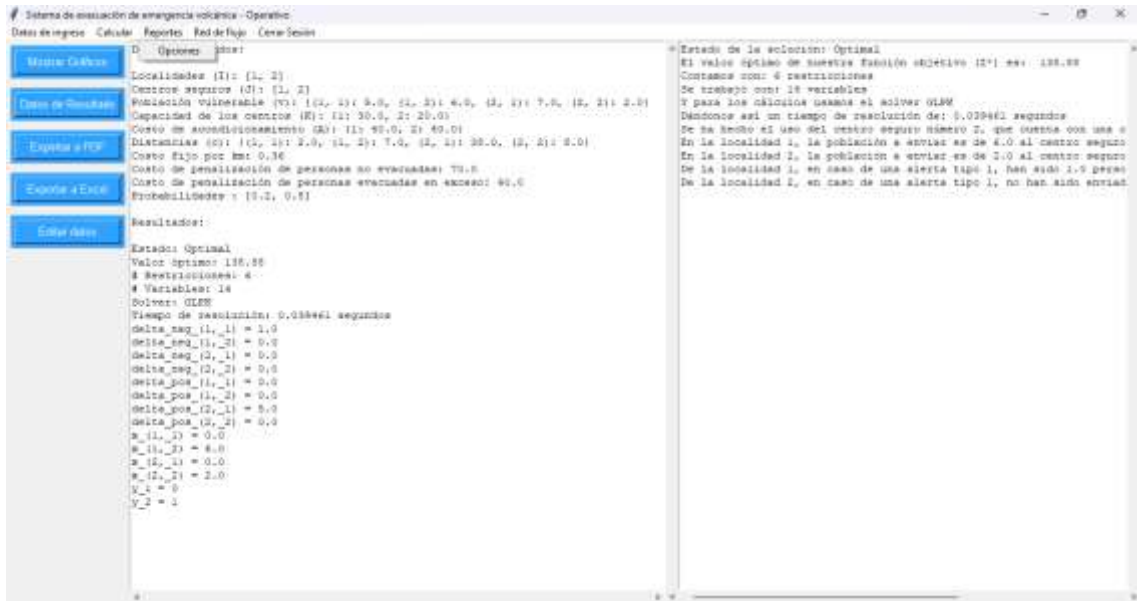 Sistema de evacuación de emergencia volcánica - Operativo
Datos de ingreso Calcular Reportes Red de flujo Cerrar Sesión
Opciones
Mostrar Gráficos
Datos de Resultado
Exportar a PDF
Exportar a Excel
Editar datos
Localidades (I): [1, 2]
Centros seguros (J): [1, 2]
Población vulnerable (v): {(1, 1): 5.0, (1, 2): 6.0, (2, 1): 7.0, (2, 2): 2.0}
Capacidad de los centros (K): {1: 30.0, 2: 20.0}
Costo de acondicionamiento (A): {1: 40.0, 2: 40.0}
Distancias (c): {(1, 1): 2.0, (1, 2): 7.0, (2, 1): 30.0, (2, 2): 8.0}
Costo fijo por km: 0.36
Costo de penalización de personas no evacuadas: 70.0
Costo de penalización de personas evacuadas en exceso: 60.0
Probabilidades : [0.2, 0.8]
Resultados:
Estado: Optimal
Valor óptimo: 138.88
# Restricciones: 6
# Variables: 14
Solver: GLPK
Tiempo de resolución: 0.039461 segundos
delta_neg_(1,_1) = 1.0
delta_neg_(1,_2) = 0.0
delta_neg_(2,_1) = 0.0
delta_neg_(2,_2) = 0.0
delta_pos_(1,_1) = 0.0
delta_pos_(1,_2) = 0.0
delta_pos_(2,_1) = 5.0
delta_pos_(2,_2) = 0.0
x_(1,_1) = 0.0
x_(1,_2) = 6.0
x_(2,_1) = 0.0
x_(2,_2) = 2.0
y_1 = 0
y_2 = 1
Estado de la solución: Optimal
El valor óptimo de nuestra función objetivo (Z*) es: 138.88
Contamos con: 6 restricciones
Se trabajó con: 14 variables
Y para los cálculos usamos el solver GLPK
Dándonos así un tiempo de resolución de: 0.039461 segundos
Se ha hecho el uso del centro seguro número 2, que cuenta con una c
En la localidad 1, la población a enviar es de 6.0 al centro seguro
En la localidad 2, la población a enviar es de 2.0 al centro seguro
De la localidad 1, en caso de una alerta tipo 1, han sido 1.0 perso
De la localidad 2, en caso de una alerta tipo 1, no han sido enviad